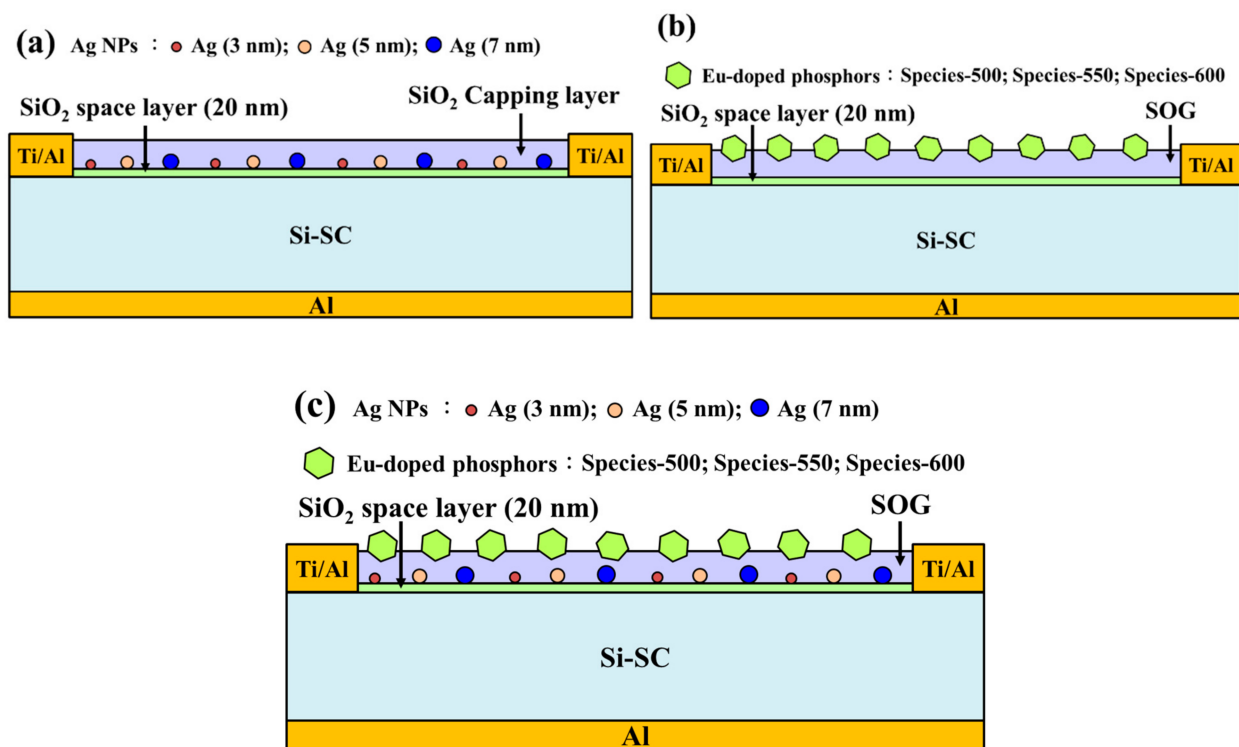 (a) Ag NPs : Ag (3 nm); Ag (5 nm); Ag (7 nm)
SiO₂ space layer (20 nm)
SiO₂ Capping layer
Ti/Al
Ti/Al
Si-SC
Al
(b)
Eu-doped phosphors : Species-500; Species-550; Species-600
SiO₂ space layer (20 nm)
SOG
Ti/Al
Ti/Al
Si-SC
Al
(c) Ag NPs : Ag (3 nm); Ag (5 nm); Ag (7 nm)
Eu-doped phosphors : Species-500; Species-550; Species-600
SiO₂ space layer (20 nm)
SOG
Ti/Al
Ti/Al
Si-SC
Al